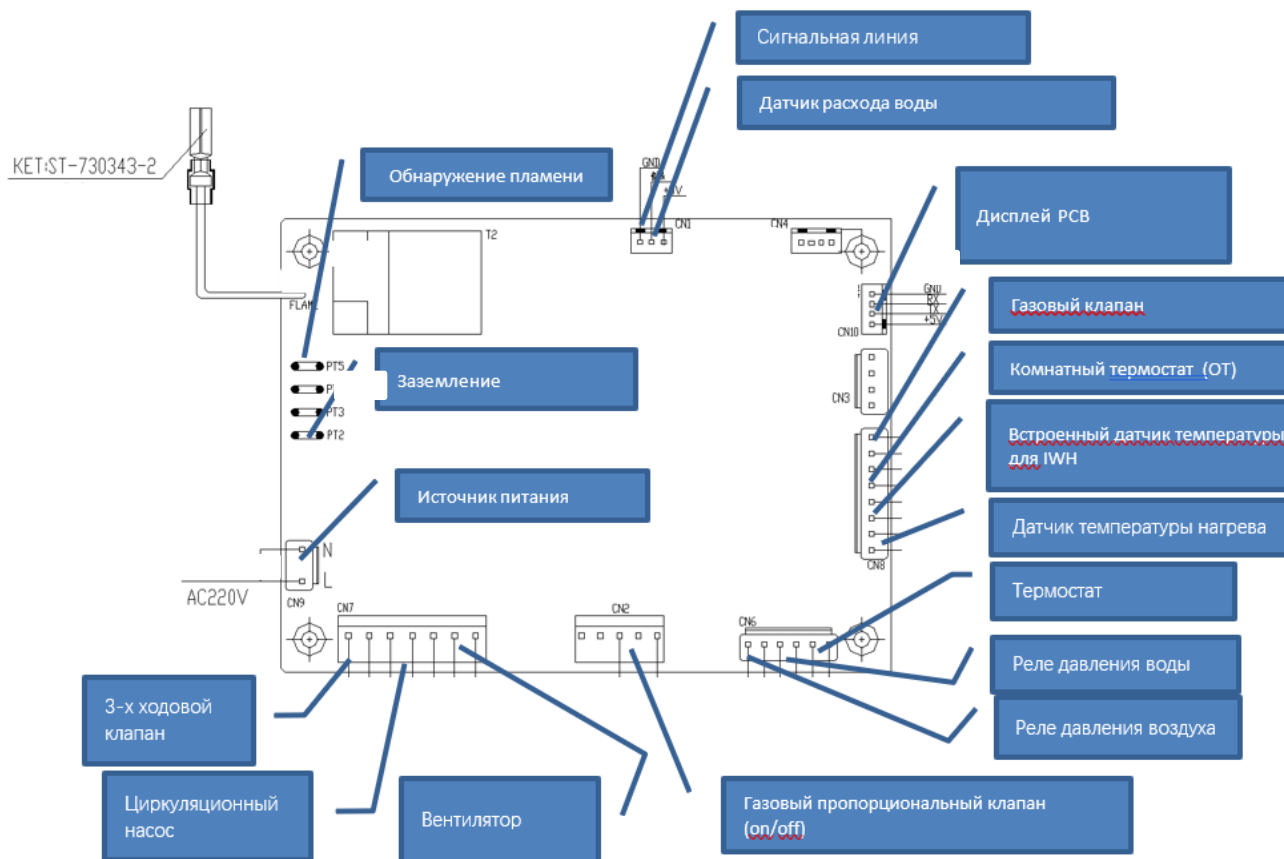 Сигнальная линия
Датчик расхода воды
KET:ST-730343-2
Обнаружение пламени
GND
CN1
CN4
T2
Дисплей PCB
GND
RX
TX
+5V
CN10
Газовый клапан
PT5
Заземление
PT3
PT2
CN3
Комнатный термостат (ОТ)
Встроенный датчик температуры
для IWH
Источник питания
Датчик температуры нагрева
N
L
AC220V
CN9
CN8
Термостат
CN7
CN2
CN6
Реле давления воды
3-х ходовой
клапан
Реле давления воздуха
Циркуляционный
насос
Вентилятор
Газовый пропорциональный клапан
(on/off)